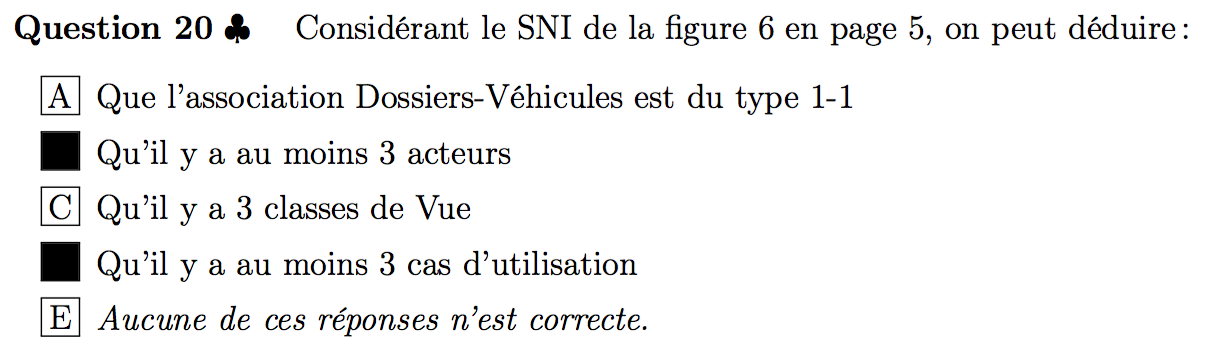 Question 20 ♣ Considérant le SNI de la figure 6 en page 5, on peut déduire :
A Que l'association Dossiers-Véhicules est du type 1-1
Qu'il y a au moins 3 acteurs
C Qu'il y a 3 classes de Vue
Qu'il y a au moins 3 cas d'utilisation
E Aucune de ces réponses n'est correcte.